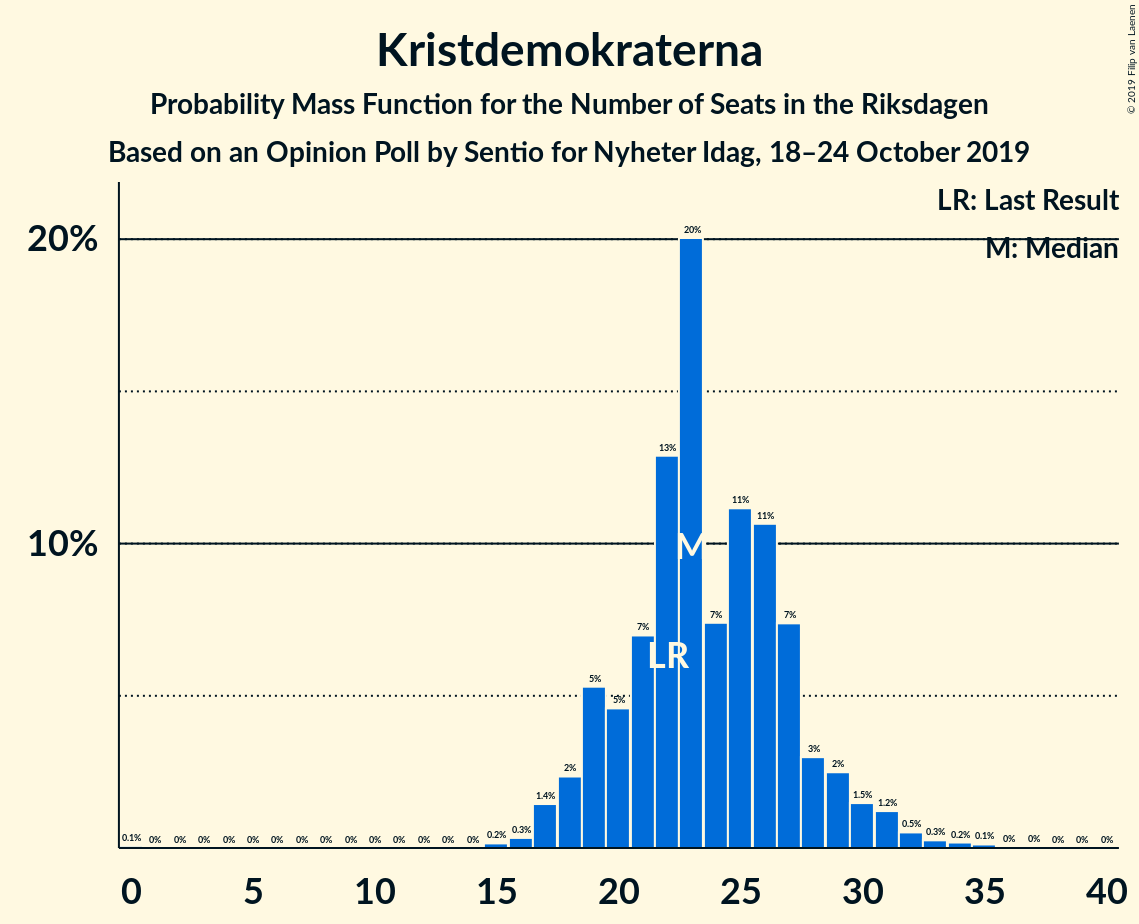 Kristdemokraterna
Probability Mass Function for the Number of Seats in the Riksdagen
Based on an Opinion Poll by Sentio for Nyheter Idag, 18–24 October 2019
© 2019 Filip van Laenen
LR: Last Result
M: Median
20%
10%
0.1% 0% 0% 0% 0% 0% 0% 0% 0% 0% 0% 0% 0% 0% 0% 0.2% 0.3% 1.4% 2% 5% 5% 7% 13% 20% 7% 11% 11% 7% 3% 2% 1.5% 1.2% 0.5% 0.3% 0.2% 0.1% 0% 0% 0% 0% 0%
M
LR
0 5 10 15 20 25 30 35 40